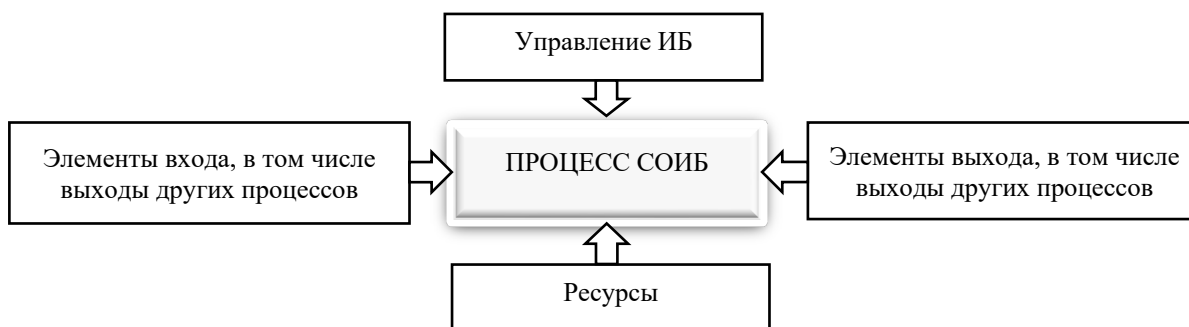 Управление ИБ
Элементы входа, в том числе
выходы других процессов
ПРОЦЕСС СОИБ
Элементы выхода, в том числе
выходы других процессов
Ресурсы